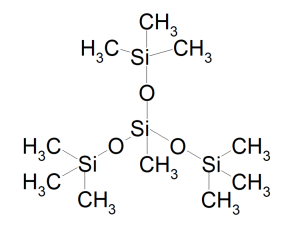 CH₃
H₃C Si CH₃
O
Si
H₃C O CH₃ O CH₃
H₃C Si Si CH₃
CH₃ CH₃